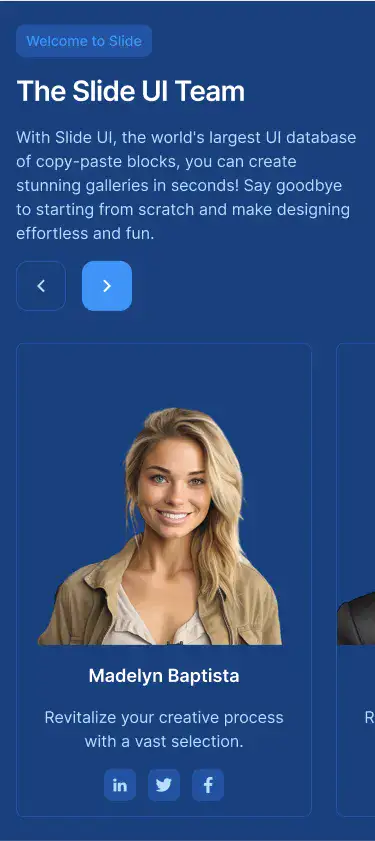 Welcome to Slide
The Slide UI Team
With Slide UI, the world's largest UI database
of copy-paste blocks, you can create
stunning galleries in seconds! Say goodbye
to starting from scratch and make designing
effortless and fun.
Madelyn Baptista
Revitalize your creative process
with a vast selection.